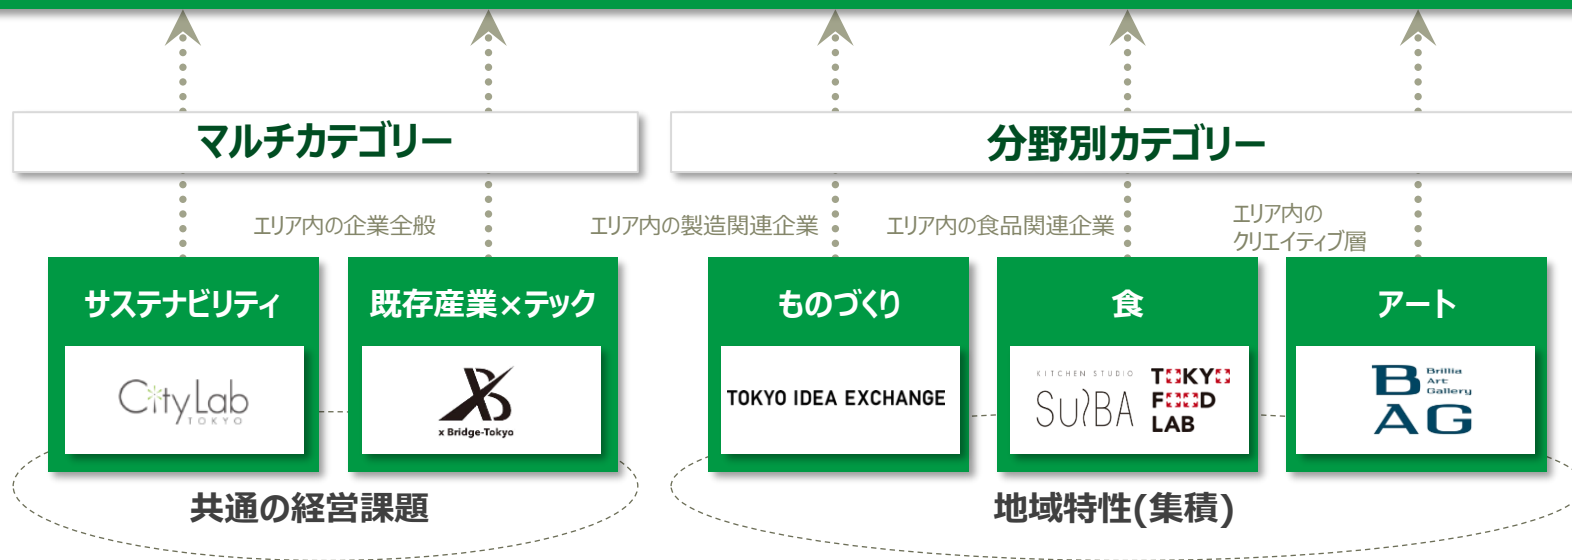 マルチカテゴリー
分野別カテゴリー
エリア内の企業全般
エリア内の製造関連企業
エリア内の食品関連企業
エリア内の
クリエイティブ層
サステナビリティ
City Lab
TOKYO
既存産業×テック
x Bridge-Tokyo
ものづくり
TOKYO IDEA EXCHANGE
食
KITCHEN STUDIO
SUIBA
TOKYO
FOOD
LAB
アート
Brillia
Art
Gallery
B
AG
共通の経営課題
地域特性(集積)